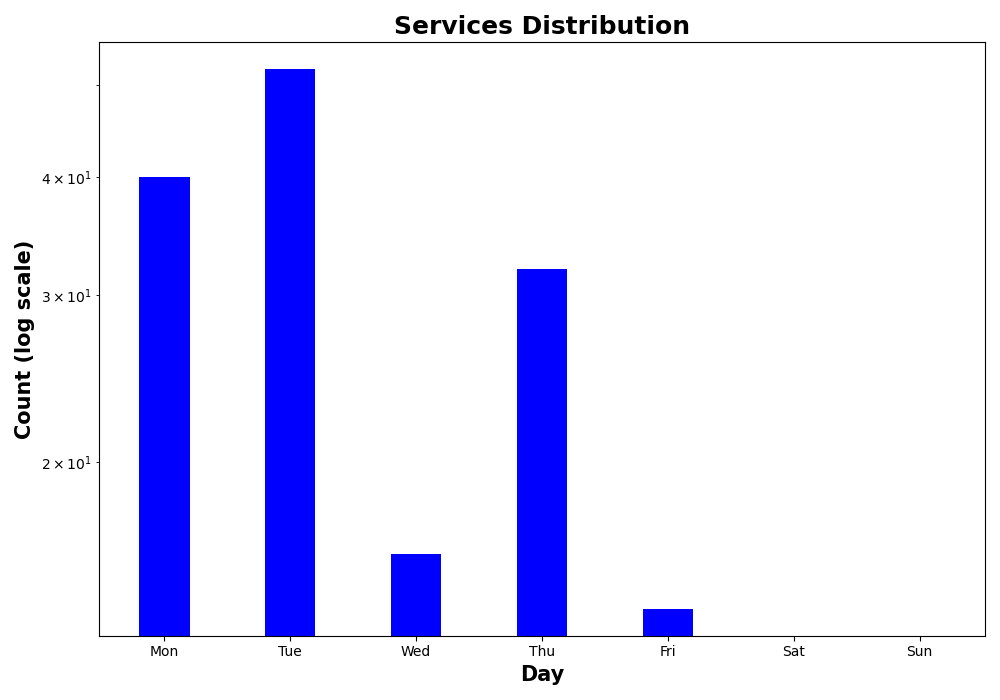 Services Distribution
Count (log scale)
4 × 10¹
3 × 10¹
2 × 10¹
Mon Tue Wed Thu Fri Sat Sun
Day